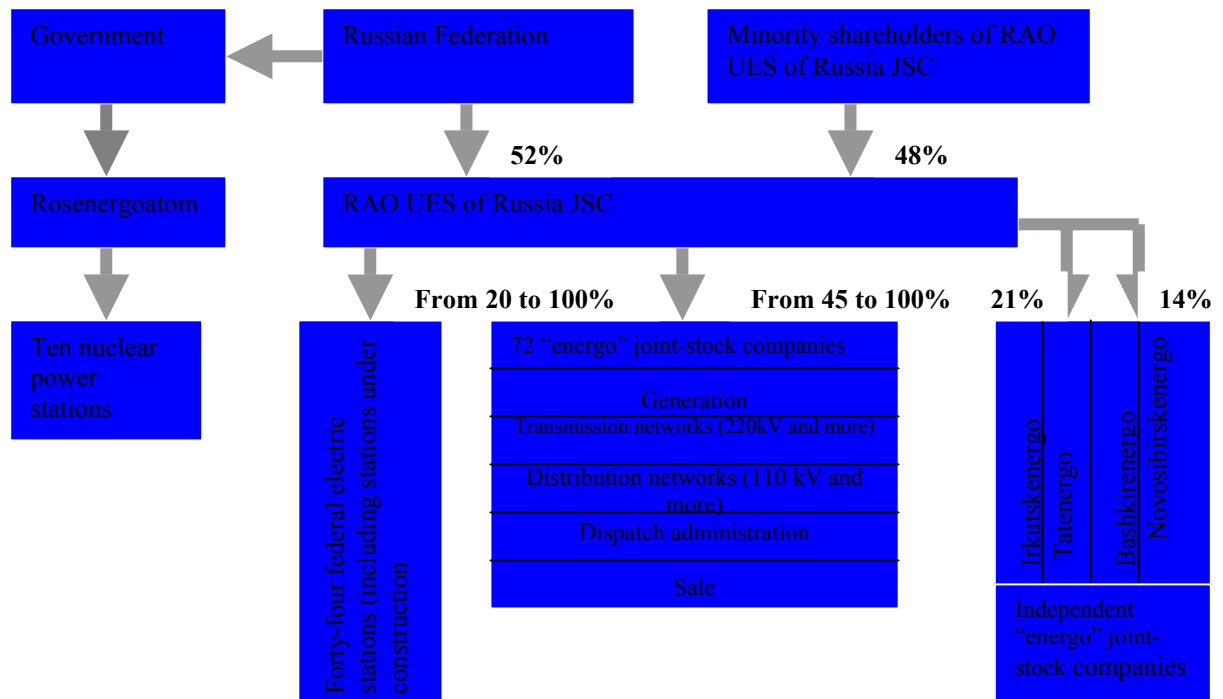 Government
Russian Federation
Minority shareholders of RAO
UES of Russia JSC
52%
48%
Rosenergoatom
RAO UES of Russia JSC
From 20 to 100%
From 45 to 100%
21%
14%
Ten nuclear
power
stations
Forty-four federal electric
stations (including stations under
construction
72 “energo” joint-stock companies
Generation
Transmission networks (220kV and more)
Distribution networks (110 kV and
more)
Dispatch administration
Sale
Irkutskenergo
Tatenergo
Bashkirenergo
Novosibirskenergo
Independent
“energo” joint-
stock companies